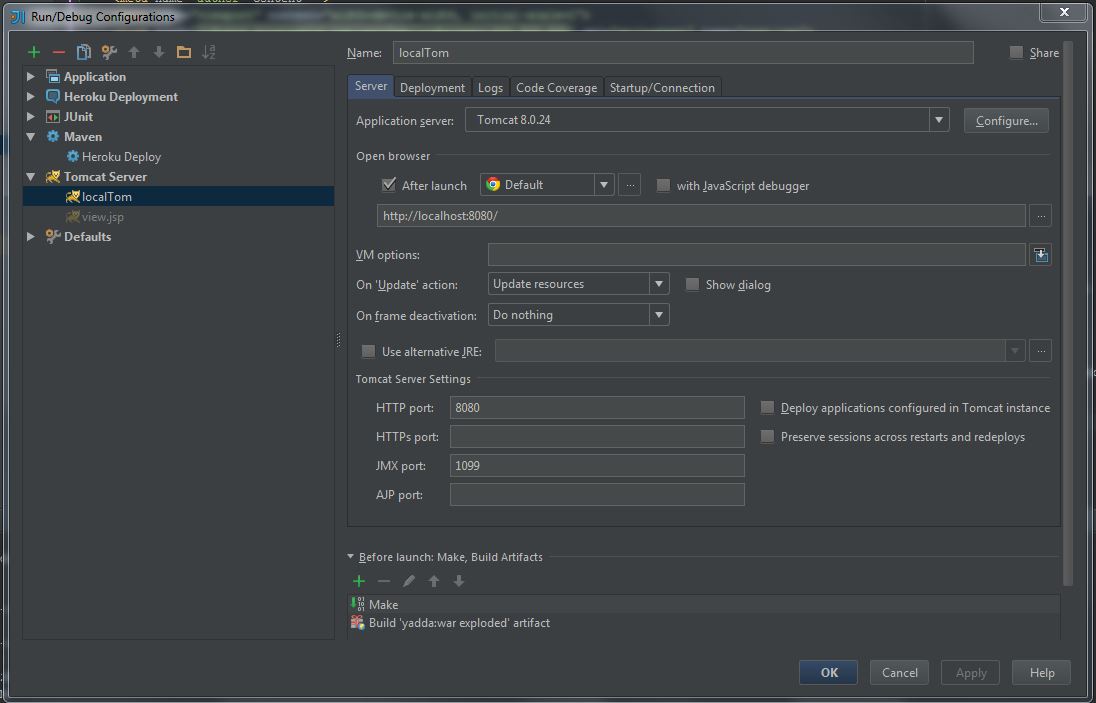 Run/Debug Configurations
Name: localTom Share
Application
Heroku Deployment
JUnit
Maven
Heroku Deploy
Tomcat Server
localTom
view.jsp
Defaults
Server Deployment Logs Code Coverage Startup/Connection
Application server: Tomcat 8.0.24 Configure...
Open browser
After launch Default ... with JavaScript debugger
http://localhost:8080/ ...
VM options:
On 'Update' action: Update resources Show dialog
On frame deactivation: Do nothing
Use alternative JRE: ...
Tomcat Server Settings
HTTP port: 8080 Deploy applications configured in Tomcat instance
HTTPs port: Preserve sessions across restarts and redeploys
JMX port: 1099
AJP port:
Before launch: Make, Build Artifacts
Make
Build 'yadda:war exploded' artifact
OK Cancel Apply Help